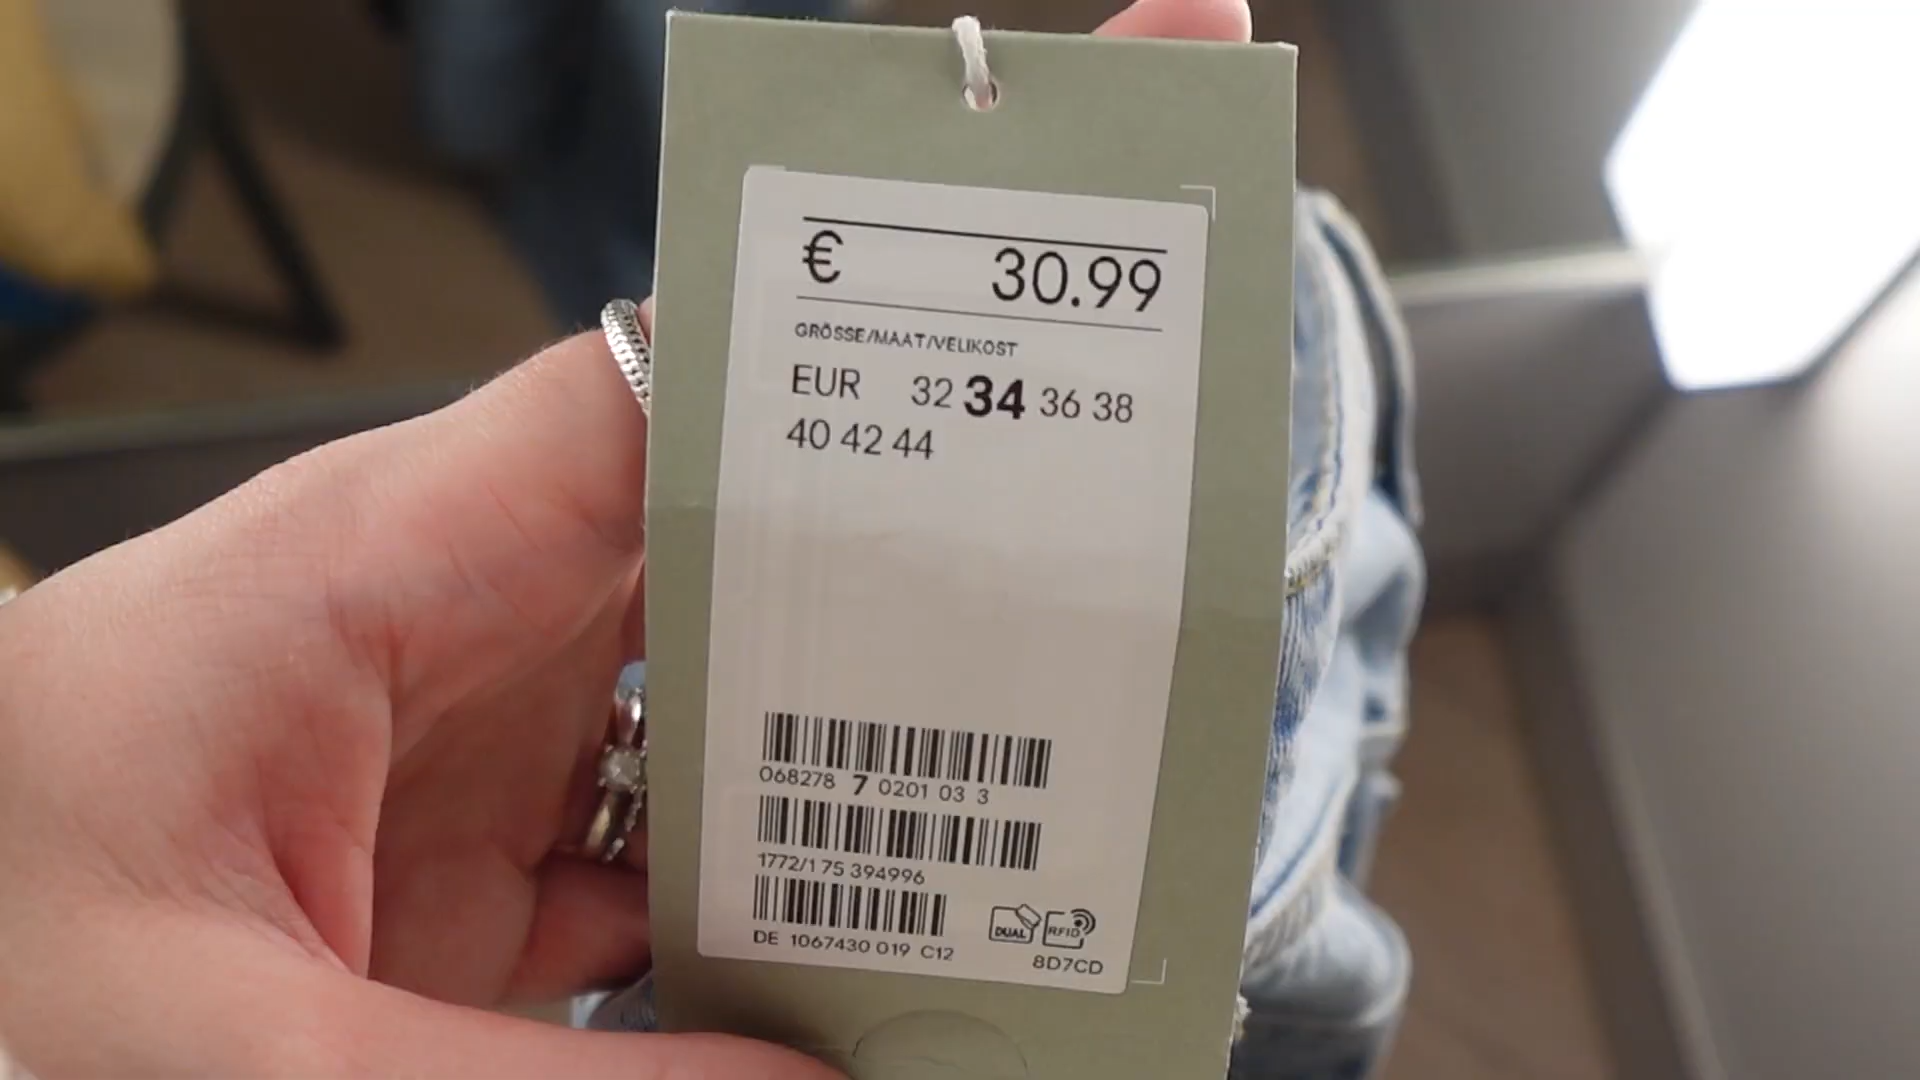 € 30.99
GRÖSSE/MAAT/VELIKOST
EUR 32 34 36 38
40 42 44
068278 7 0201 03 3
1772/1 75 394996
DE 1067430 019 C12
DUAL RFID
8D7CD